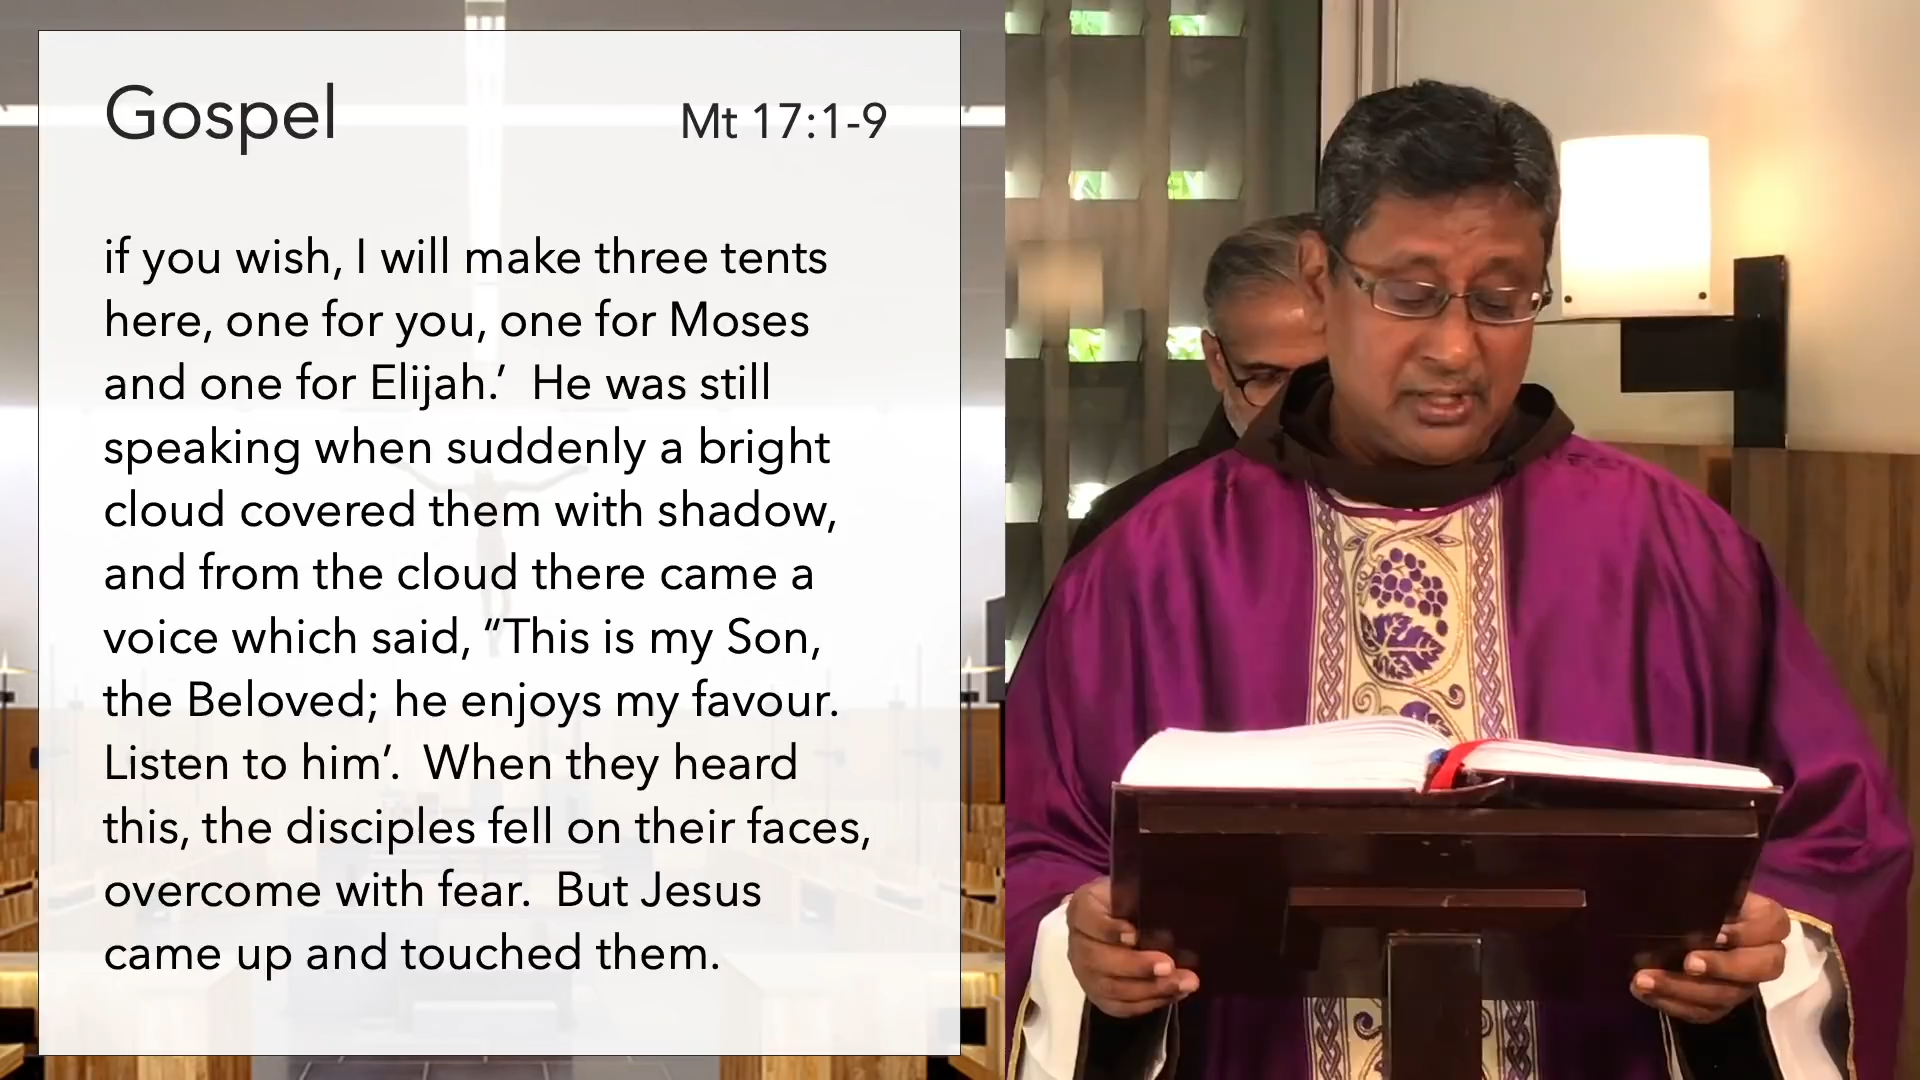 Gospel
Mt 17:1-9
if you wish, I will make three tents
here, one for you, one for Moses
and one for Elijah.’  He was still
speaking when suddenly a bright
cloud covered them with shadow,
and from the cloud there came a
voice which said, “This is my Son,
the Beloved; he enjoys my favour.
Listen to him’.  When they heard
this, the disciples fell on their faces,
overcome with fear.  But Jesus
came up and touched them.